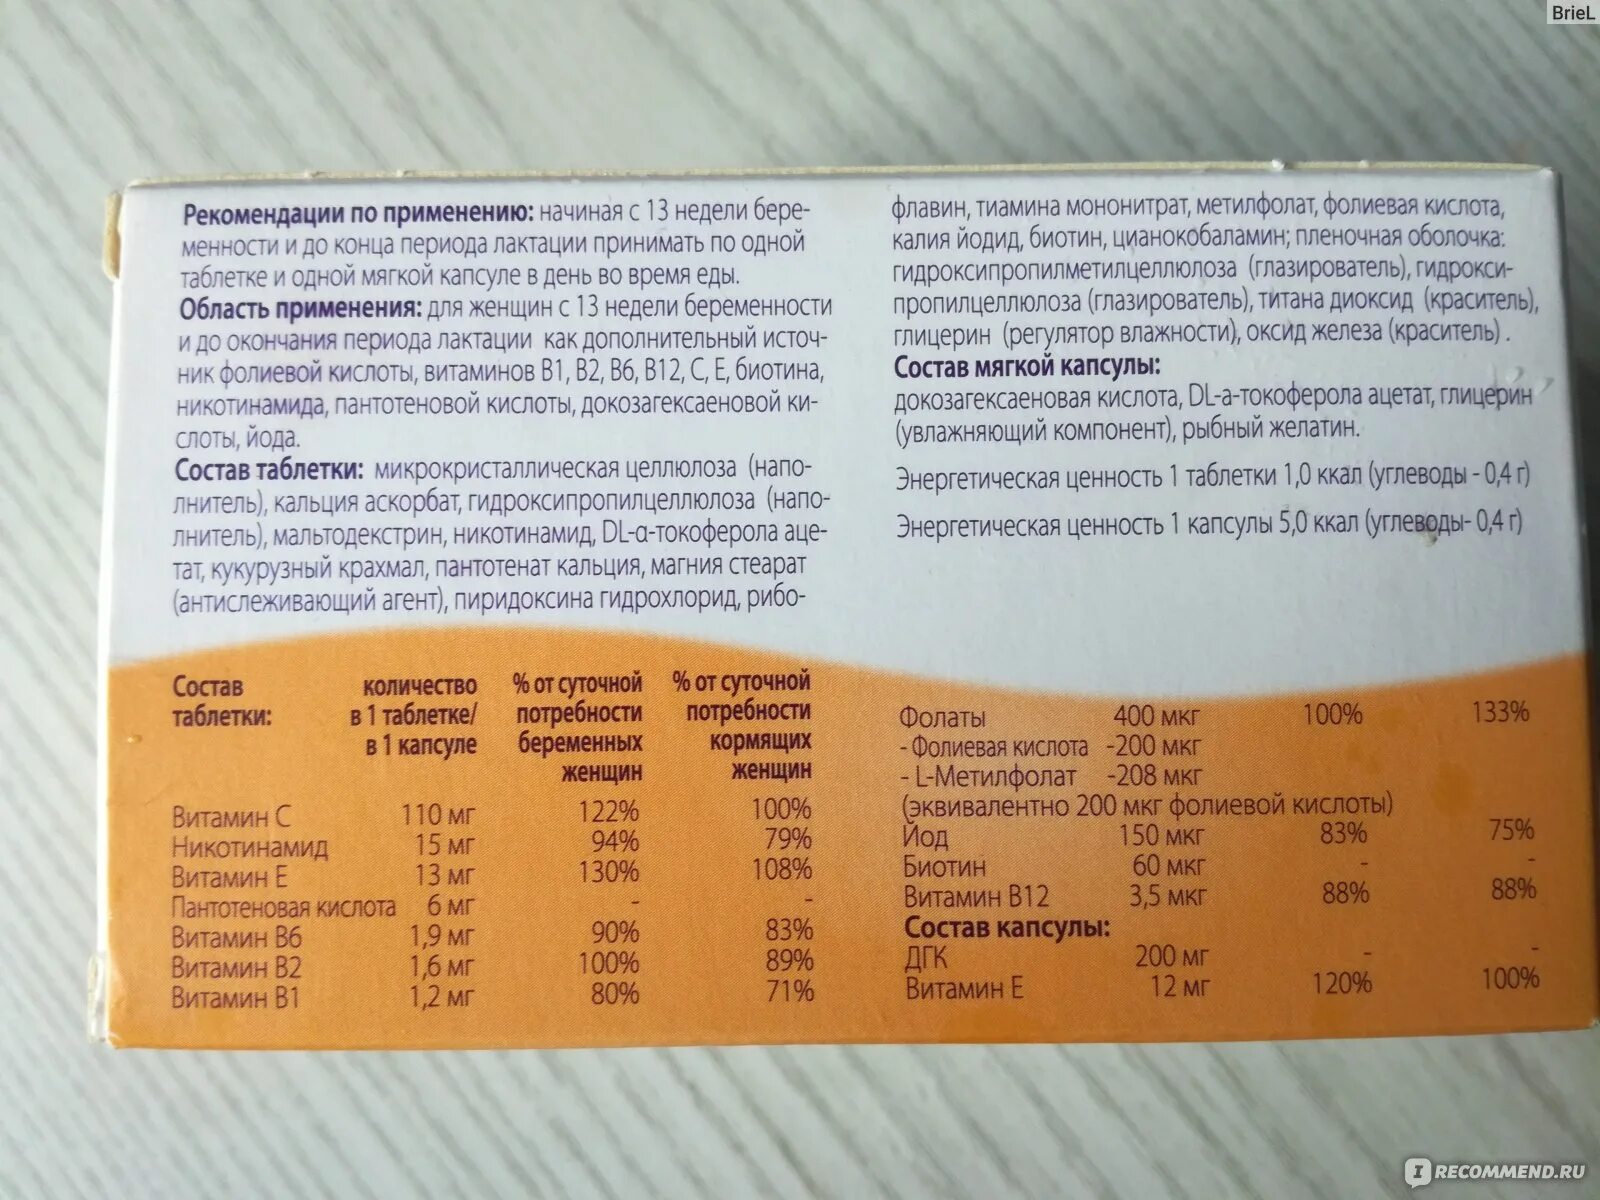 BrieL
Рекомендации по применению: начиная с 13 недели бере-
менности и до конца периода лактации принимать по одной
таблетке и одной мягкой капсуле в день во время еды.
Область применения: для женщин с 13 недели беременности
и до окончания периода лактации как дополнительный источ-
ник фолиевой кислоты, витаминов В1, В2, В6, В12, С, Е, биотина,
никотинамида, пантотеновой кислоты, докозагексаеновой ки-
слоты, йода.
Состав таблетки: микрокристаллическая целлюлоза (напо-
лнитель), кальция аскорбат, гидроксипропилцеллюлоза (напо-
лнитель), мальтодекстрин, никотинамид, DL-α-токоферола аце-
тат, кукурузный крахмал, пантотенат кальция, магния стеарат
(антислеживающий агент), пиридоксина гидрохлорид, рибо-
флавин, тиамина мононитрат, метилфолат, фолиевая кислота,
калия йодид, биотин, цианокобаламин; пленочная оболочка:
гидроксипропилметилцеллюлоза (глазирователь), гидрокси-
пропилцеллюлоза (глазирователь), титана диоксид (краситель),
глицерин (регулятор влажности), оксид железа (краситель).
Состав мягкой капсулы:
докозагексаеновая кислота, DL-а-токоферола ацетат, глицерин
(увлажняющий компонент), рыбный желатин.
Энергетическая ценность 1 таблетки 1,0 ккал (углеводы - 0,4 г)
Энергетическая ценность 1 капсулы 5,0 ккал (углеводы- 0,4 г)
Состав количество % от суточной % от суточной
таблетки: в 1 таблетке/ потребности потребности
в 1 капсуле беременных кормящих
женщин женщин
Витамин С 110 мг 122% 100%
Никотинамид 15 мг 94% 79%
Витамин Е 13 мг 130% 108%
Пантотеновая кислота 6 мг - -
Витамин В6 1,9 мг 90% 83%
Витамин В2 1,6 мг 100% 89%
Витамин В1 1,2 мг 80% 71%
Фолаты 400 мкг 100% 133%
- Фолиевая кислота -200 мкг
- L-Метилфолат -208 мкг
(эквивалентно 200 мкг фолиевой кислоты)
Йод 150 мкг 83% 75%
Биотин 60 мкг - -
Витамин В12 3,5 мкг 88% 88%
Состав капсулы:
ДГК 200 мг - -
Витамин Е 12 мг 120% 100%
I RECOMMEND.RU